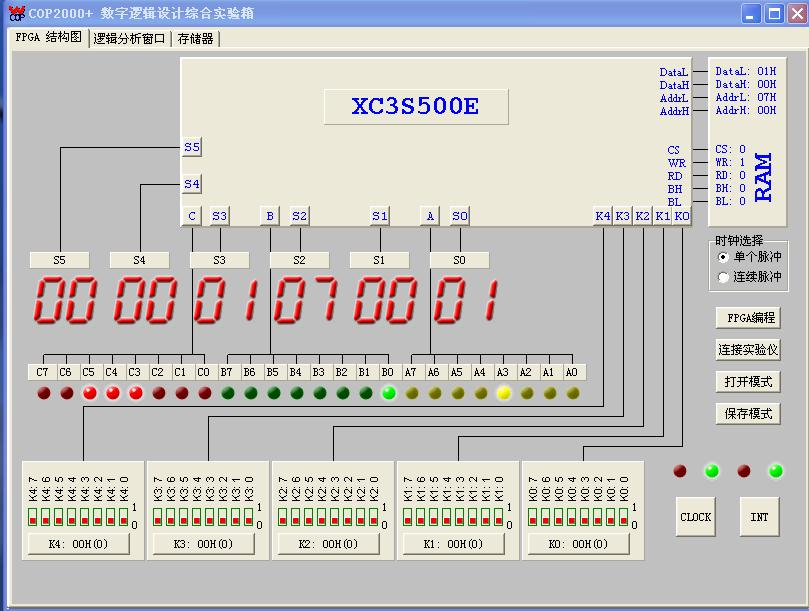 COP2000+ 数字逻辑设计综合实验箱
FPGA 结构图 逻辑分析窗口 存储器
XC3S500E
DataL
DataH
AddrL
AddrH
CS
WR
RD
BH
BL
DataL: 01H
DataH: 00H
AddrL: 07H
AddrH: 00H
CS: 0
WR: 1
RD: 0
BH: 0
BL: 0
RAM
S5
S4
C S3 B S2 S1 A S0 K4 K3 K2 K1 K0
时钟选择
单个脉冲
连续脉冲
S5 S4 S3 S2 S1 S0
00 00 01 07 00 01
FPGA编程
连接实验仪
打开模式
保存模式
C7 C6 C5 C4 C3 C2 C1 C0 B7 B6 B5 B4 B3 B2 B1 B0 A7 A6 A5 A4 A3 A2 A1 A0
K4:7 K4:6 K4:5 K4:4 K4:3 K4:2 K4:1 K4:0
1
0
K4: 00H(0)
K3:7 K3:6 K3:5 K3:4 K3:3 K3:2 K3:1 K3:0
1
0
K3: 00H(0)
K2:7 K2:6 K2:5 K2:4 K2:3 K2:2 K2:1 K2:0
1
0
K2: 00H(0)
K1:7 K1:6 K1:5 K1:4 K1:3 K1:2 K1:1 K1:0
1
0
K1: 00H(0)
K0:7 K0:6 K0:5 K0:4 K0:3 K0:2 K0:1 K0:0
1
0
K0: 00H(0)
CLOCK INT